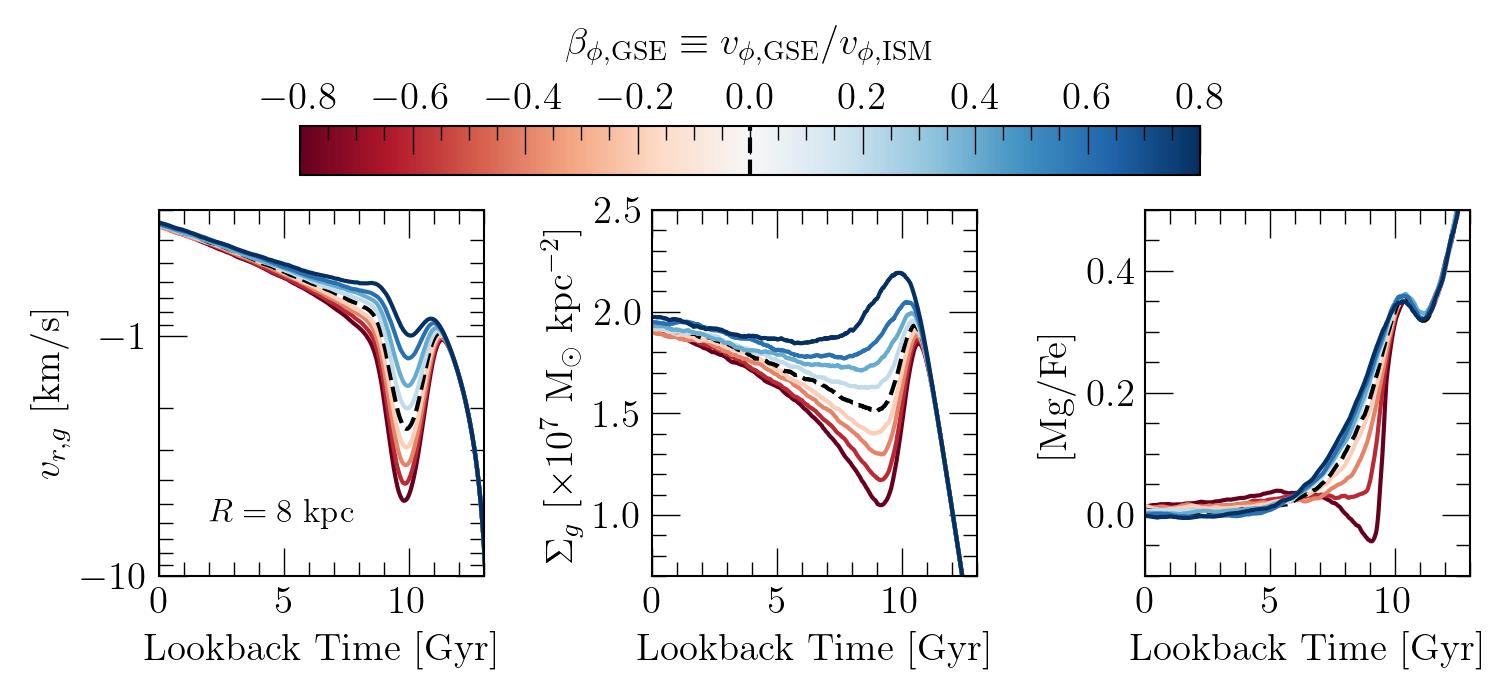 β_{ϕ,GSE} ≡ v_{ϕ,GSE}/v_{ϕ,ISM}
−0.8 −0.6 −0.4 −0.2 0.0 0.2 0.4 0.6 0.8
v_{r,g} [km/s]
−1
−10
R = 8 kpc
0 5 10
Lookback Time [Gyr]
Σ_g [×10^7 M_⊙ kpc^{−2}]
2.5
2.0
1.5
1.0
0 5 10
Lookback Time [Gyr]
[Mg/Fe]
0.4
0.2
0.0
0 5 10
Lookback Time [Gyr]